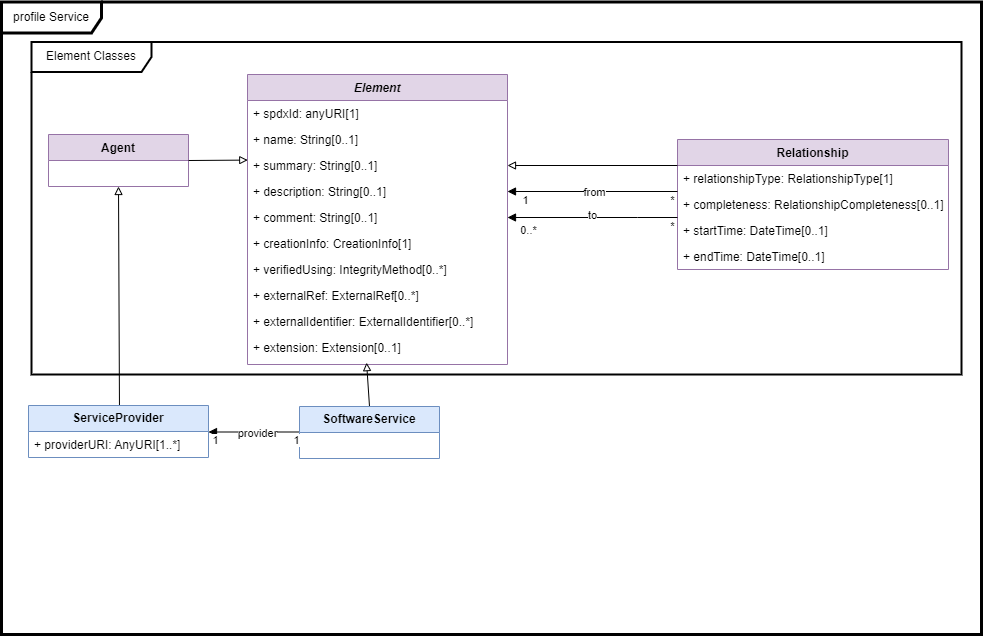 profile Service
Element Classes
Element
+ spdxId: anyURI[1]
+ name: String[0..1]
+ summary: String[0..1]
+ description: String[0..1]
+ comment: String[0..1]
+ creationInfo: CreationInfo[1]
+ verifiedUsing: IntegrityMethod[0..*]
+ externalRef: ExternalRef[0..*]
+ externalIdentifier: ExternalIdentifier[0..*]
+ extension: Extension[0..1]
Agent
Relationship
+ relationshipType: RelationshipType[1]
+ completeness: RelationshipCompleteness[0..1]
+ startTime: DateTime[0..1]
+ endTime: DateTime[0..1]
from
1
*
to
0..*
*
ServiceProvider
+ providerURI: AnyURI[1..*]
1
provider
1
SoftwareService